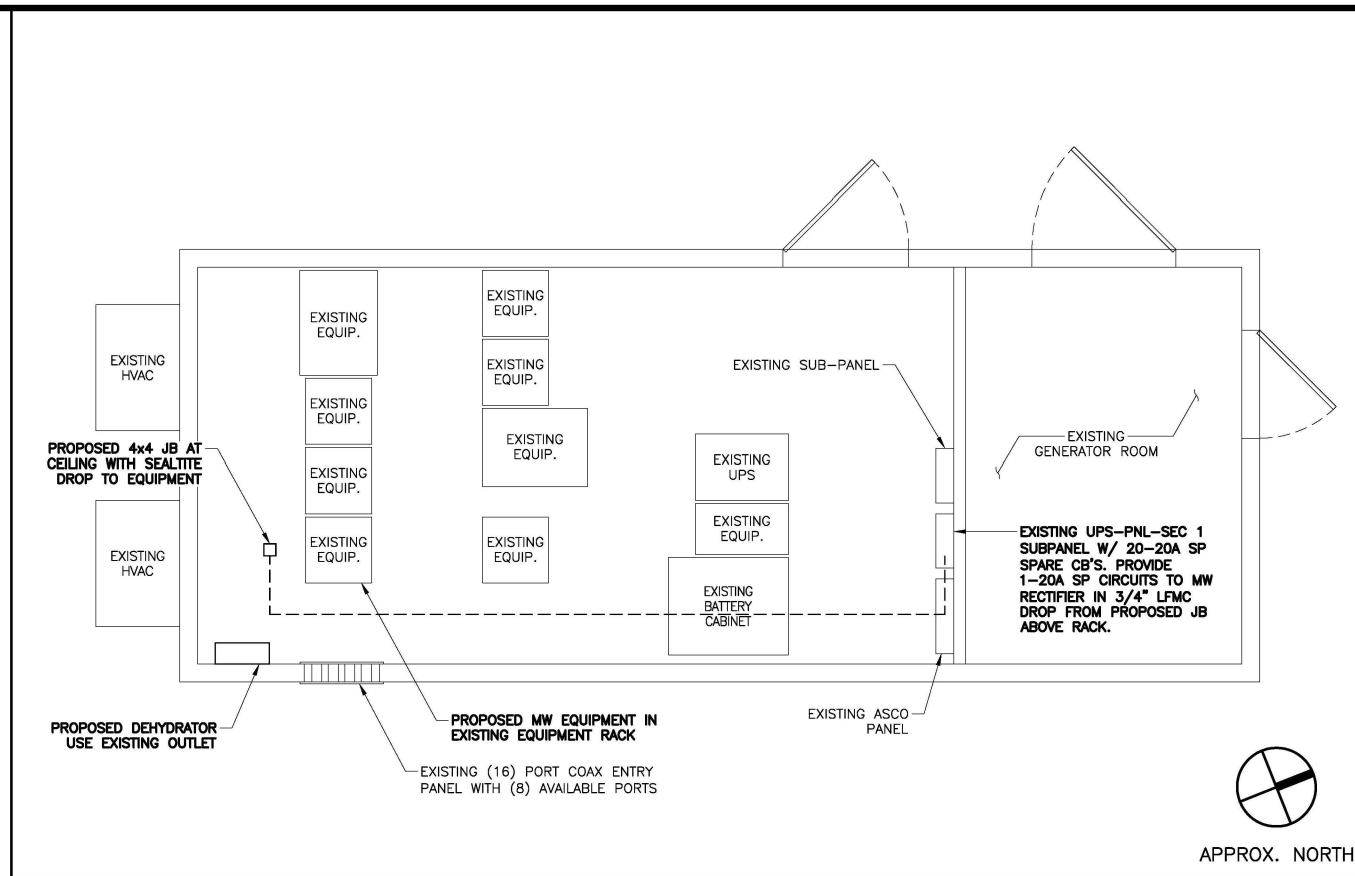 EXISTING
HVAC
EXISTING
HVAC
PROPOSED 4x4 JB AT
CEILING WITH SEALTITE
DROP TO EQUIPMENT
PROPOSED DEHYDRATOR
USE EXISTING OUTLET
EXISTING
EQUIP.
EXISTING
EQUIP.
EXISTING
EQUIP.
EXISTING
EQUIP.
EXISTING
EQUIP.
EXISTING
EQUIP.
EXISTING
EQUIP.
EXISTING
EQUIP.
PROPOSED MW EQUIPMENT IN
EXISTING EQUIPMENT RACK
EXISTING (16) PORT COAX ENTRY
PANEL WITH (8) AVAILABLE PORTS
EXISTING
UPS
EXISTING
EQUIP.
EXISTING
BATTERY
CABINET
EXISTING SUB-PANEL
EXISTING ASCO
PANEL
EXISTING
GENERATOR ROOM
EXISTING UPS-PNL-SEC 1
SUBPANEL W/ 20-20A SP
SPARE CB'S. PROVIDE
1-20A SP CIRCUITS TO MW
RECTIFIER IN 3/4" LFMC
DROP FROM PROPOSED JB
ABOVE RACK.
APPROX. NORTH